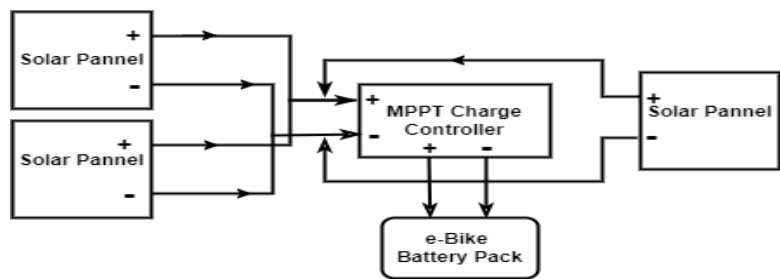 +
Solar Pannel
-
+
Solar Pannel
-
+ MPPT Charge
- Controller
+ -
+
Solar Pannel
-
e-Bike
Battery Pack